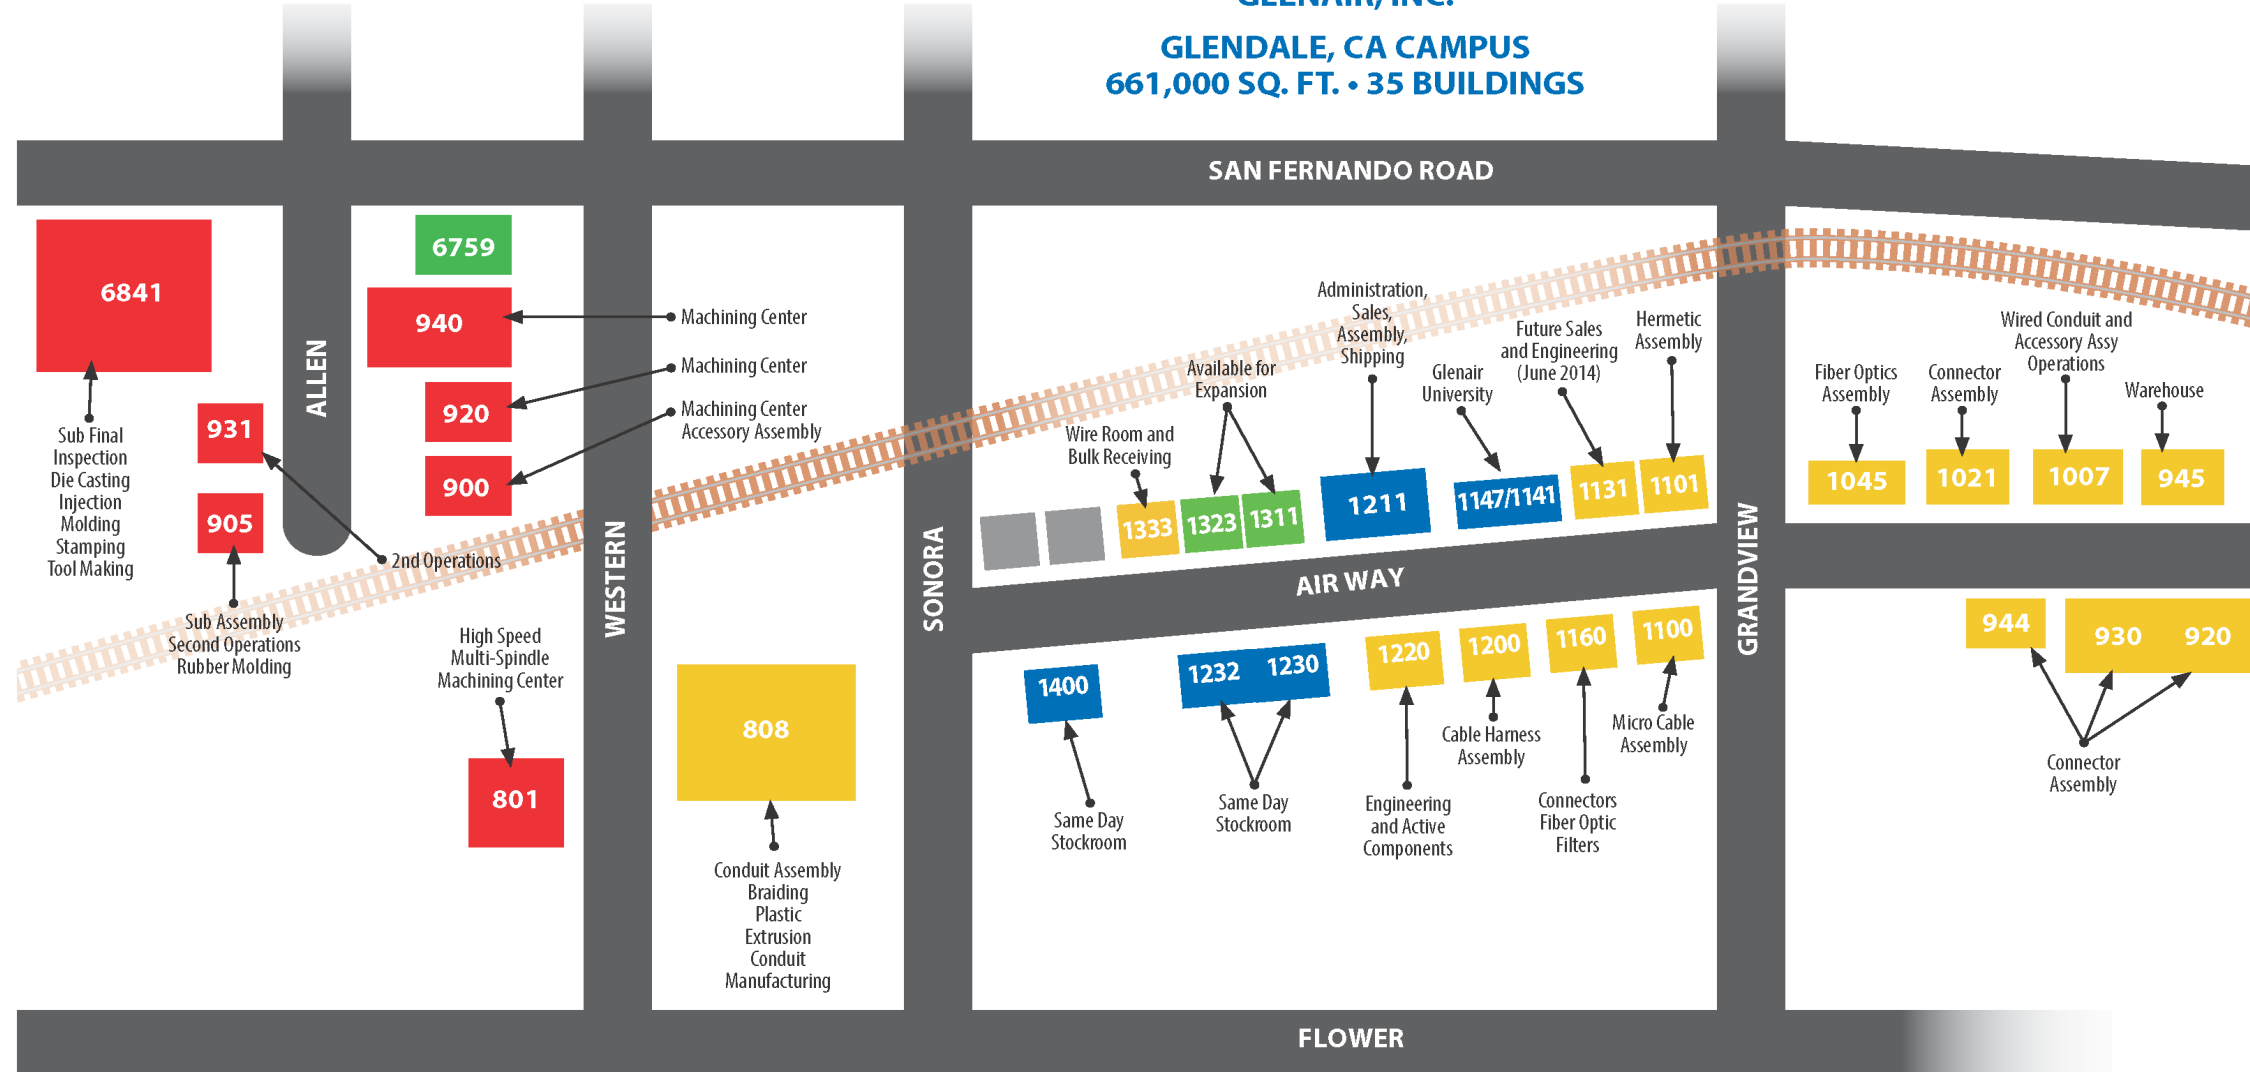 GLENAIR, INC.
GLENDALE, CA CAMPUS
661,000 SQ. FT. • 35 BUILDINGS
SAN FERNANDO ROAD
ALLEN
WESTERN
SONORA
GRANDVIEW
AIR WAY
FLOWER
6841
Sub Final
Inspection
Die Casting
Injection
Molding
Stamping
Tool Making
931
905
2nd Operations
Sub Assembly
Second Operations
Rubber Molding
6759
940
920
900
Machining Center
Machining Center
Machining Center
Accessory Assembly
High Speed
Multi-Spindle
Machining Center
801
808
Conduit Assembly
Braiding
Plastic
Extrusion
Conduit
Manufacturing
Wire Room and
Bulk Receiving
1333
Available for
Expansion
1323
1311
Administration,
Sales,
Assembly,
Shipping
1211
Glenair
University
1147/1141
Future Sales
and Engineering
(June 2014)
1131
Hermetic
Assembly
1101
1400
Same Day
Stockroom
1232
1230
Same Day
Stockroom
1220
Engineering
and Active
Components
1200
Cable Harness
Assembly
1160
Connectors
Fiber Optic
Filters
1100
Micro Cable
Assembly
Fiber Optics
Assembly
1045
Connector
Assembly
1021
Wired Conduit and
Accessory Assy
Operations
1007
Warehouse
945
944
930
920
Connector
Assembly